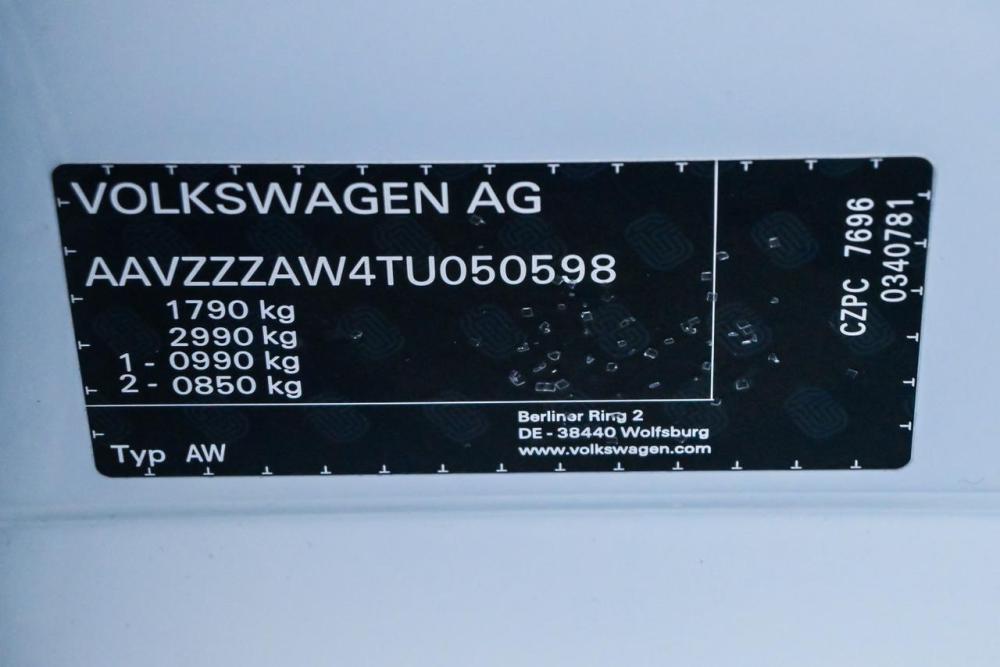 VOLKSWAGEN AG
AAVZZZAW4TU050598
1790 kg
2990 kg
1 - 0990 kg
2 - 0850 kg
Typ AW
Berliner Ring 2
DE - 38440 Wolfsburg
www.volkswagen.com
CZPC 7696
0340781